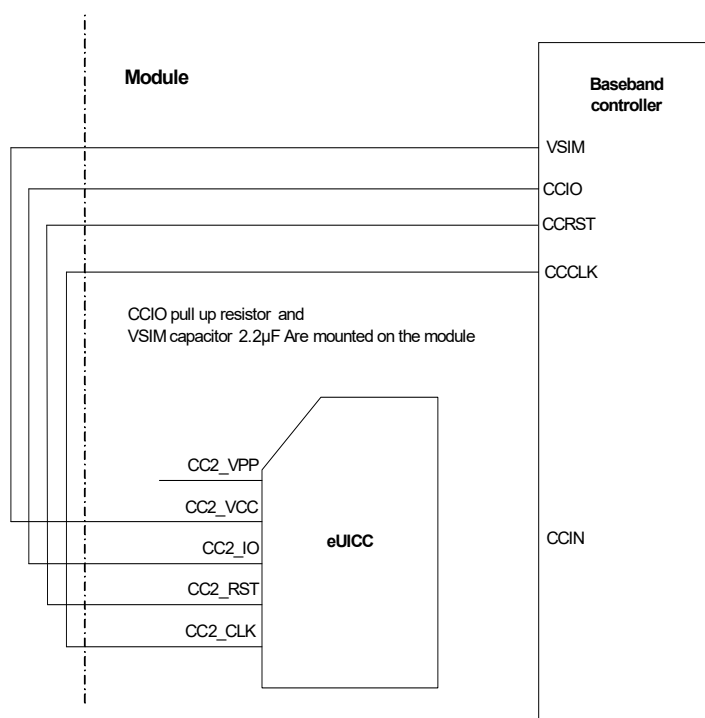 Module
Baseband
controller
VSIM
CCIO
CCRST
CCCLK
CCIO pull up resistor and
VSIM capacitor 2.2µF Are mounted on the module
CC2_VPP
CC2_VCC
CC2_IO
CC2_RST
CC2_CLK
eUICC
CCIN